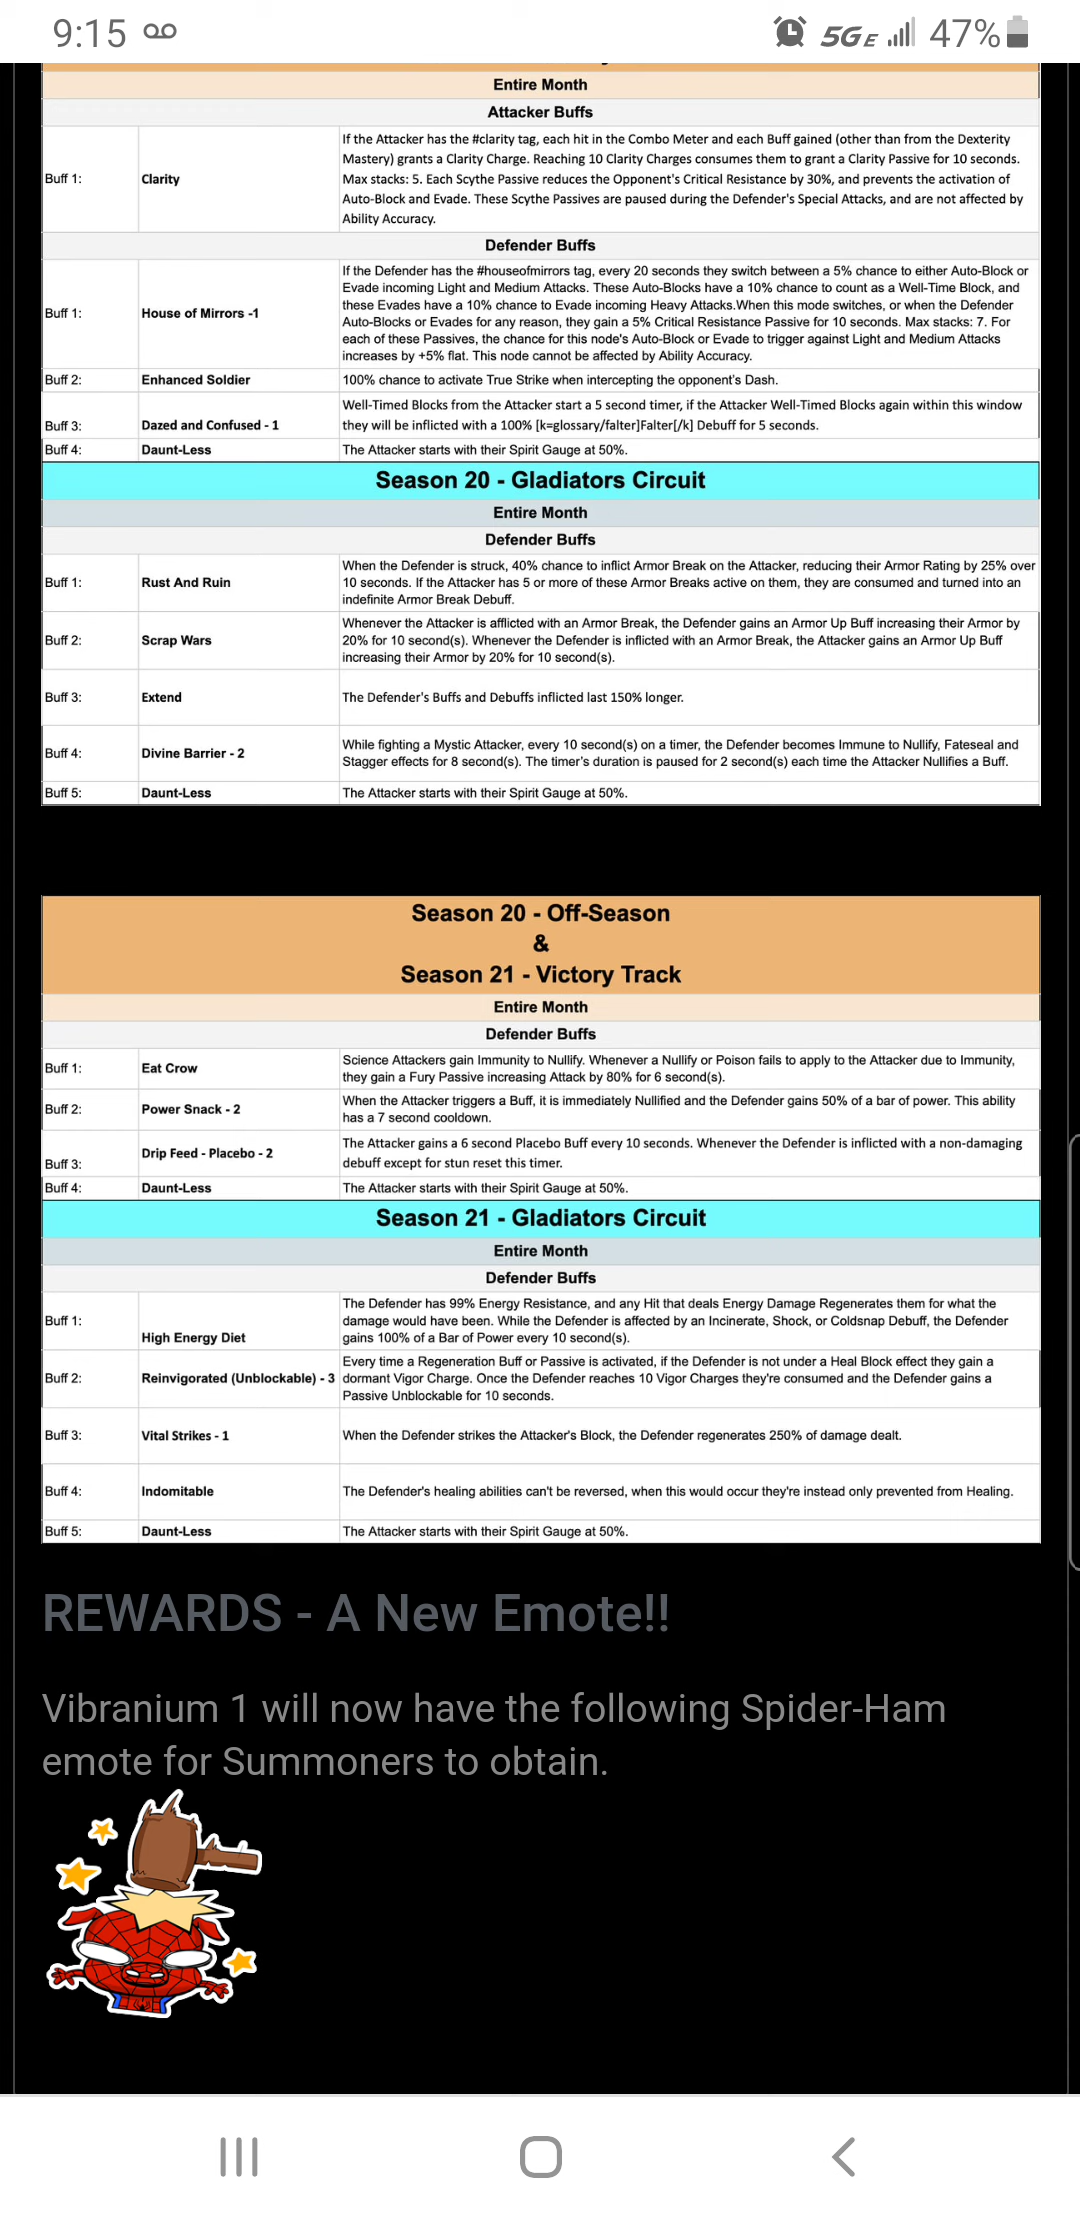 9:15
5GE
47%
Entire Month
Attacker Buffs
Buff 1:
Clarity
If the Attacker has the #clarity tag, each hit in the Combo Meter and each Buff gained (other than from the Dexterity
Mastery) grants a Clarity Charge. Reaching 10 Clarity Charges consumes them to grant a Clarity Passive for 10 seconds.
Max stacks: 5. Each Scythe Passive reduces the Opponent's Critical Resistance by 30%, and prevents the activation of
Auto-Block and Evade. These Scythe Passives are paused during the Defender's Special Attacks, and are not affected by
Ability Accuracy.
Defender Buffs
Buff 1:
House of Mirrors -1
If the Defender has the #houseofmirrors tag, every 20 seconds they switch between a 5% chance to either Auto-Block or
Evade incoming Light and Medium Attacks. These Auto-Blocks have a 10% chance to count as a Well-Time Block, and
these Evades have a 10% chance to Evade incoming Heavy Attacks.When this mode switches, or when the Defender
Auto-Blocks or Evades for any reason, they gain a 5% Critical Resistance Passive for 10 seconds. Max stacks: 7. For
each of these Passives, the chance for this node's Auto-Block or Evade to trigger against Light and Medium Attacks
increases by +5% flat. This node cannot be affected by Ability Accuracy.
Buff 2:
Enhanced Soldier
100% chance to activate True Strike when intercepting the opponent's Dash.
Buff 3:
Dazed and Confused - 1
Well-Timed Blocks from the Attacker start a 5 second timer, if the Attacker Well-Timed Blocks again within this window
they will be inflicted with a 100% [k=glossary/falter]Falter[/k] Debuff for 5 seconds.
Buff 4:
Daunt-Less
The Attacker starts with their Spirit Gauge at 50%.
Season 20 - Gladiators Circuit
Entire Month
Defender Buffs
Buff 1:
Rust And Ruin
When the Defender is struck, 40% chance to inflict Armor Break on the Attacker, reducing their Armor Rating by 25% over
10 seconds. If the Attacker has 5 or more of these Armor Breaks active on them, they are consumed and turned into an
indefinite Armor Break Debuff.
Buff 2:
Scrap Wars
Whenever the Attacker is afflicted with an Armor Break, the Defender gains an Armor Up Buff increasing their Armor by
20% for 10 second(s). Whenever the Defender is inflicted with an Armor Break, the Attacker gains an Armor Up Buff
increasing their Armor by 20% for 10 second(s).
Buff 3:
Extend
The Defender's Buffs and Debuffs inflicted last 150% longer.
Buff 4:
Divine Barrier - 2
While fighting a Mystic Attacker, every 10 second(s) on a timer, the Defender becomes Immune to Nullify, Fateseal and
Stagger effects for 8 second(s). The timer's duration is paused for 2 second(s) each time the Attacker Nullifies a Buff.
Buff 5:
Daunt-Less
The Attacker starts with their Spirit Gauge at 50%.
Season 20 - Off-Season
&
Season 21 - Victory Track
Entire Month
Defender Buffs
Buff 1:
Eat Crow
Science Attackers gain Immunity to Nullify. Whenever a Nullify or Poison fails to apply to the Attacker due to Immunity,
they gain a Fury Passive increasing Attack by 80% for 6 second(s).
Buff 2:
Power Snack - 2
When the Attacker triggers a Buff, it is immediately Nullified and the Defender gains 50% of a bar of power. This ability
has a 7 second cooldown.
Buff 3:
Drip Feed - Placebo - 2
The Attacker gains a 6 second Placebo Buff every 10 seconds. Whenever the Defender is inflicted with a non-damaging
debuff except for stun reset this timer.
Buff 4:
Daunt-Less
The Attacker starts with their Spirit Gauge at 50%.
Season 21 - Gladiators Circuit
Entire Month
Defender Buffs
Buff 1:
High Energy Diet
The Defender has 99% Energy Resistance, and any Hit that deals Energy Damage Regenerates them for what the
damage would have been. While the Defender is affected by an Incinerate, Shock, or Coldsnap Debuff, the Defender
gains 100% of a Bar of Power every 10 second(s).
Buff 2:
Reinvigorated (Unblockable) - 3
Every time a Regeneration Buff or Passive is activated, if the Defender is not under a Heal Block effect they gain a
dormant Vigor Charge. Once the Defender reaches 10 Vigor Charges they're consumed and the Defender gains a
Passive Unblockable for 10 seconds.
Buff 3:
Vital Strikes - 1
When the Defender strikes the Attacker's Block, the Defender regenerates 250% of damage dealt.
Buff 4:
Indomitable
The Defender's healing abilities can't be reversed, when this would occur they're instead only prevented from Healing.
Buff 5:
Daunt-Less
The Attacker starts with their Spirit Gauge at 50%.
REWARDS - A New Emote!!
Vibranium 1 will now have the following Spider-Ham
emote for Summoners to obtain.